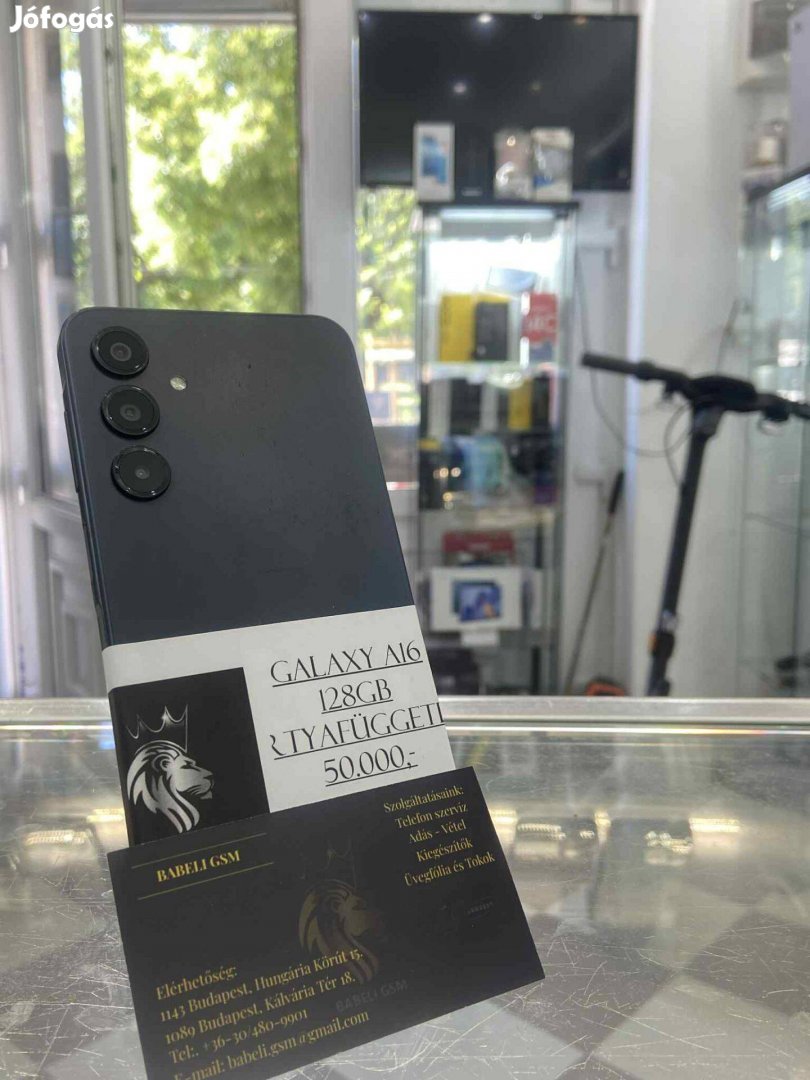 Jófogás
GALAXY A16
128GB
RTYAFÜGGETL
50.000,-
BABELI GSM
Szolgáltatásaink:
Telefon szerviz
Adás - Vétel
Kiegészítők
Üvegfólia és Tokok
BABELI GSM
Elérhetőség:
1143 Budapest, Hungária Körút 15.
1089 Budapest, Kálvária Tér 18.
Tel: +36-30/480-9901
E-mail: babeli.gsm@gmail.com